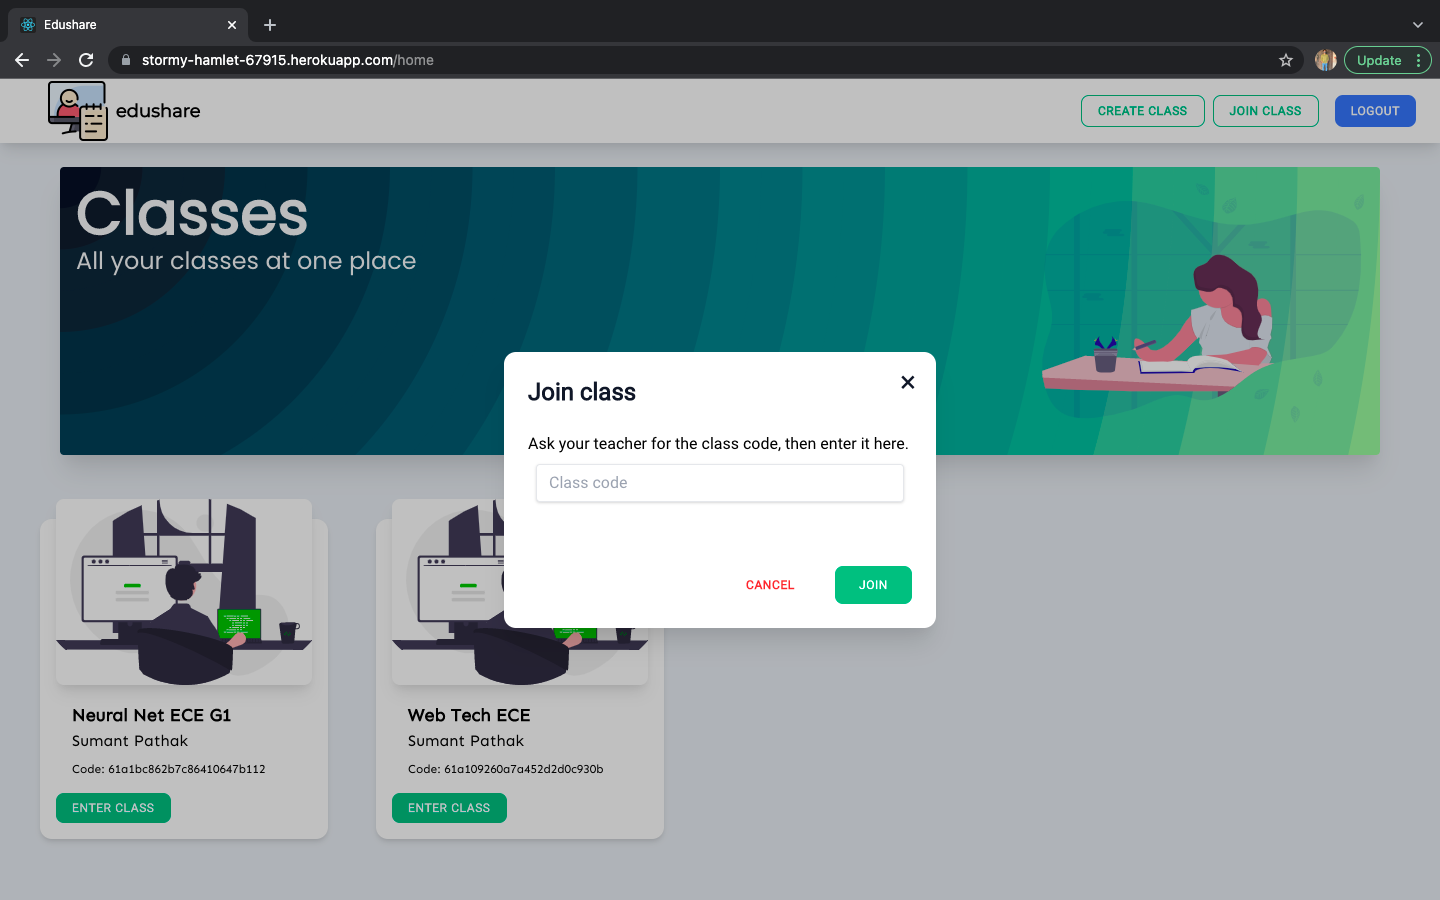 Edushare
stormy-hamlet-67915.herokuapp.com/home
Update
edushare
CREATE CLASS
JOIN CLASS
LOGOUT
Classes
All your classes at one place
Join class
Ask your teacher for the class code, then enter it here.
Class code
CANCEL
JOIN
Neural Net ECE G1
Sumant Pathak
Code: 61a1bc862b7c86410647b112
ENTER CLASS
Web Tech ECE
Sumant Pathak
Code: 61a109260a7a452d2d0c930b
ENTER CLASS